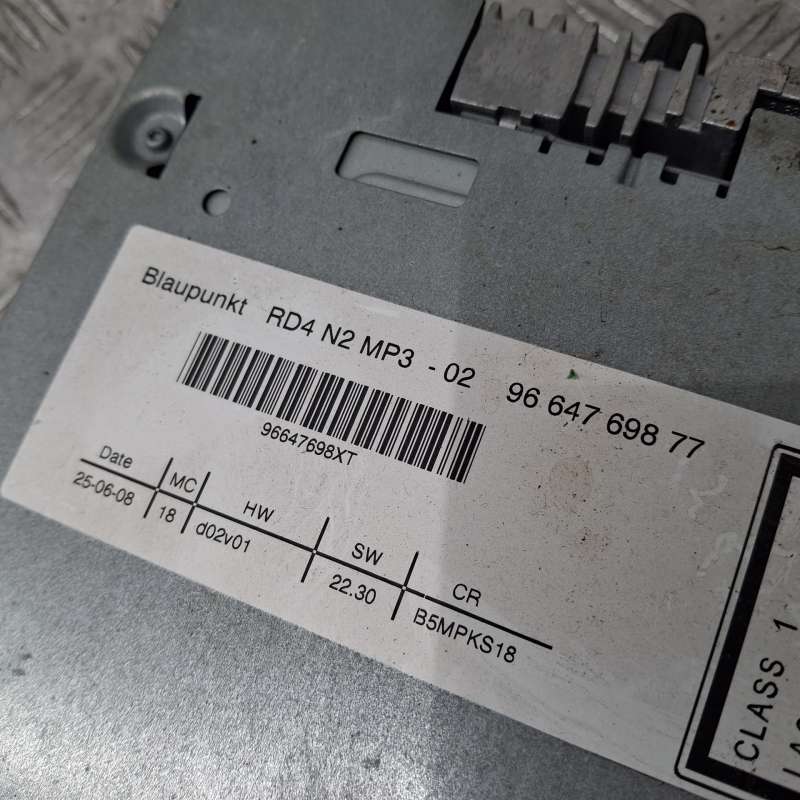 Blaupunkt RD4 N2 MP3 - 02 96 647 698 77
96647698XT
Date MC HW SW CR
25-06-08 18 d02v01 22.30 B5MPKS18
CLASS 1